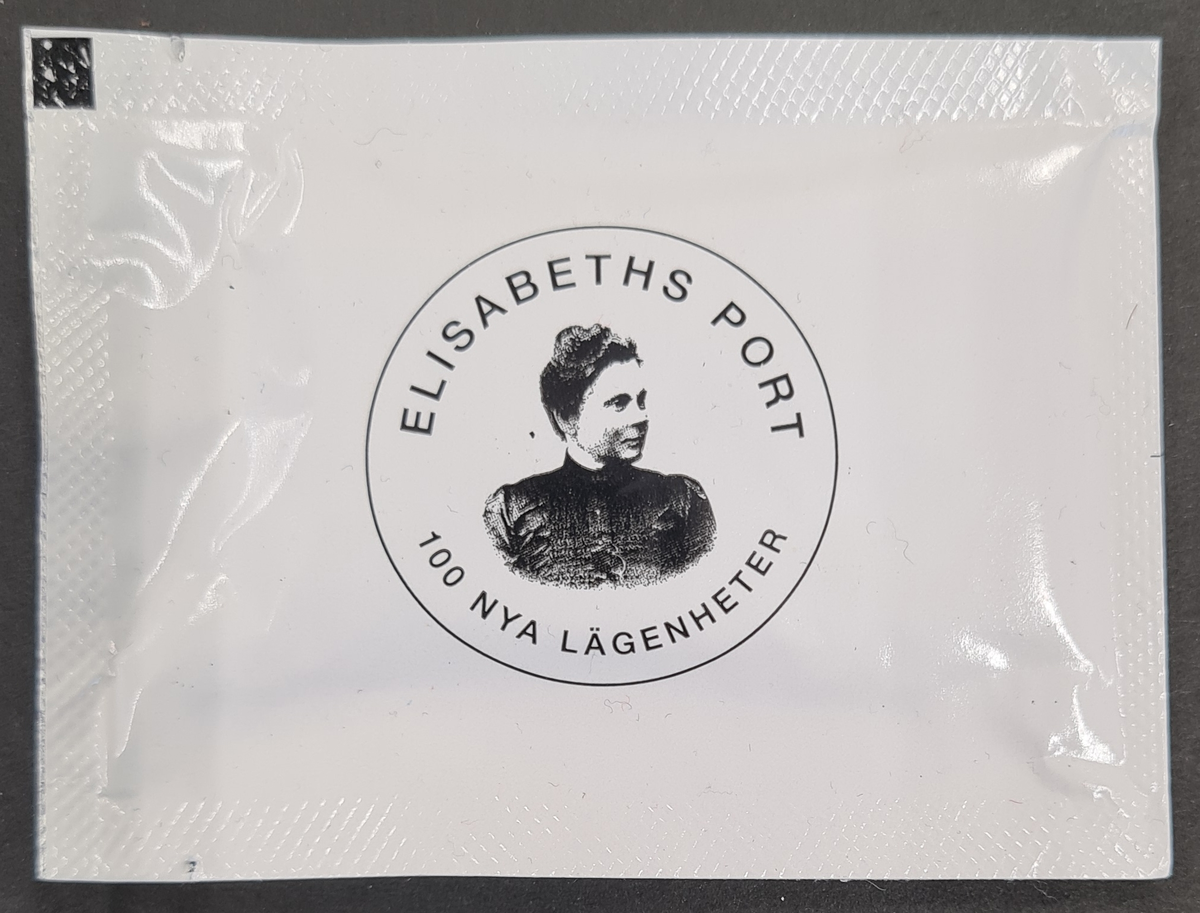 ELISABETHS PORT
100 NYA LÄGENHETER